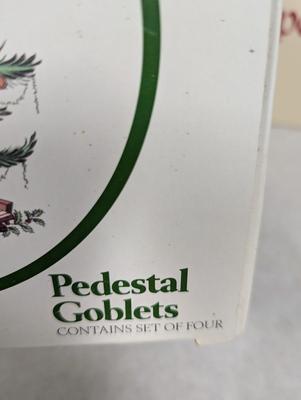 Pedestal
Goblets
CONTAINS SET OF FOUR